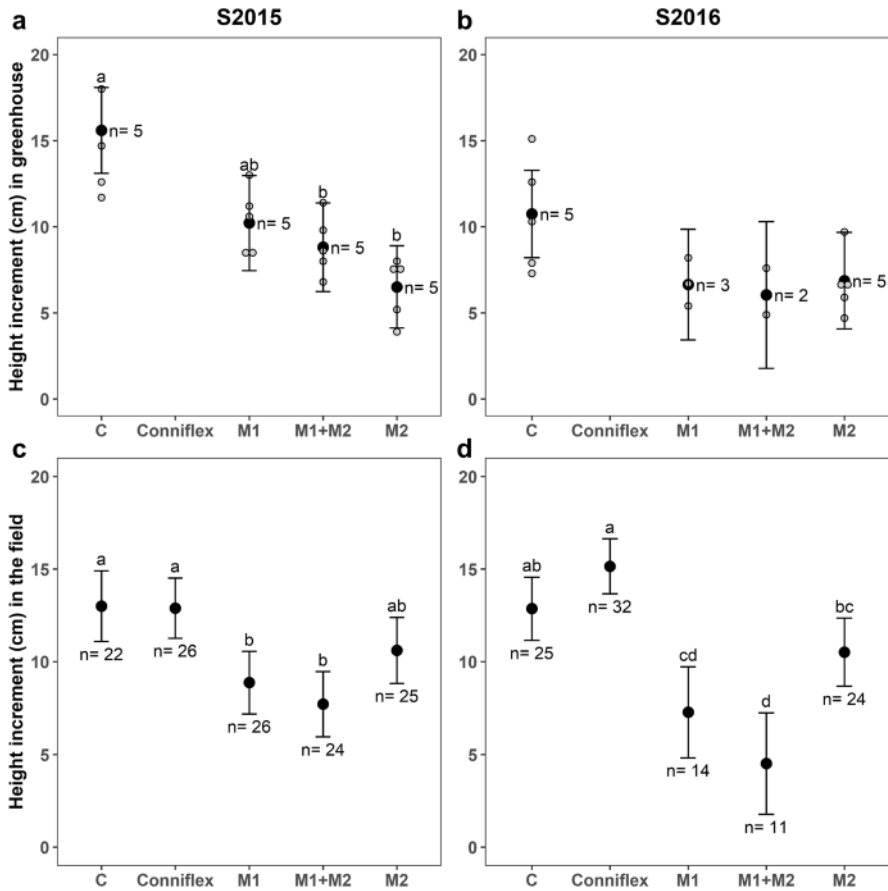 a S2015
Height increment (cm) in greenhouse
20
15
10
5
0
a
n= 5
ab
n= 5
b
n= 5
b
n= 5
C Conniflex M1 M1+M2 M2
b S2016
20
15
10
5
0
n= 5
n= 3
n= 2
n= 5
C Conniflex M1 M1+M2 M2
c
Height increment (cm) in the field
20
15
10
5
0
a
n= 22
a
n= 26
b
n= 26
b
n= 24
ab
n= 25
C Conniflex M1 M1+M2 M2
d
20
15
10
5
0
ab
n= 25
a
n= 32
cd
n= 14
d
n= 11
bc
n= 24
C Conniflex M1 M1+M2 M2